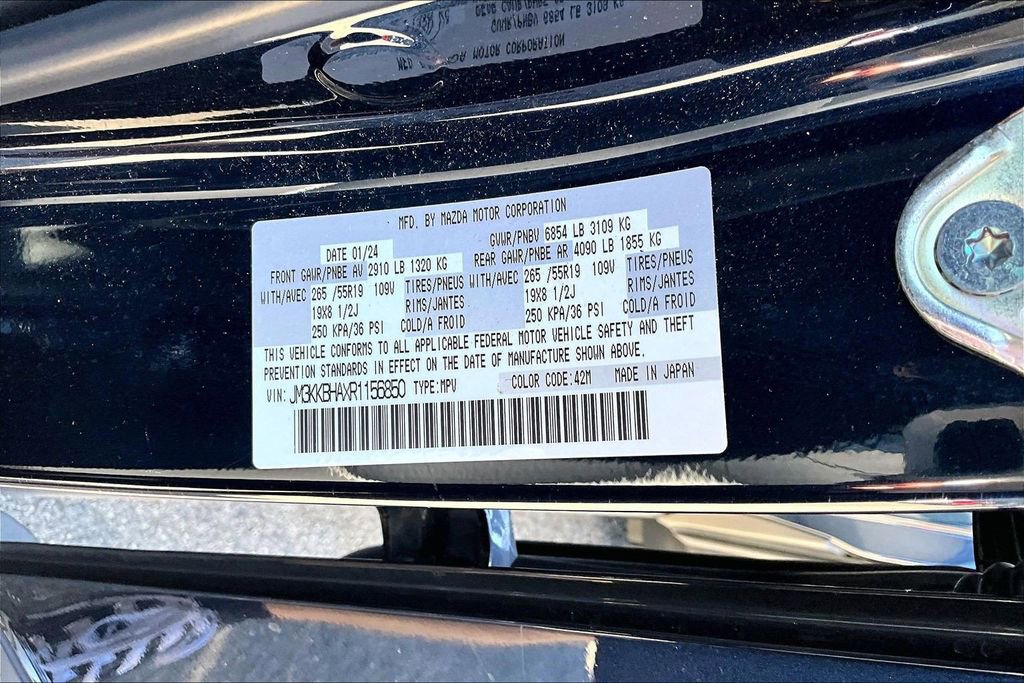 MFD. BY MAZDA MOTOR CORPORATION
DATE 01/24 GVWR/PNBV 6854 LB 3109 KG
FRONT GAWR/PNBE AV 2910 LB 1320 KG REAR GAWR/PNBE AR 4090 LB 1855 KG
WITH/AVEC 265 /55R19 109V TIRES/PNEUS WITH/AVEC 265 /55R19 109V TIRES/PNEUS
19X8 1/2J RIMS/JANTES 19X8 1/2J RIMS/JANTES
250 KPA/36 PSI COLD/A FROID 250 KPA/36 PSI COLD/A FROID
THIS VEHICLE CONFORMS TO ALL APPLICABLE FEDERAL MOTOR VEHICLE SAFETY AND THEFT
PREVENTION STANDARDS IN EFFECT ON THE DATE OF MANUFACTURE SHOWN ABOVE.
VIN: JM3KKBHAXR1156850 TYPE:MPV COLOR CODE:42M MADE IN JAPAN